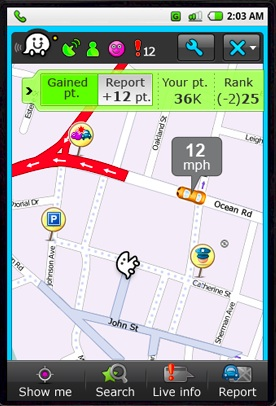 G 2:03 AM
12
Gained
pt.
Report
+12 pt.
Your pt.
36K
Rank
(-2)25
Oakland St
12
mph
Ocean Rd
P
Johnson Ave
Catherine St
Sherman Ave
John St
Show me
Search
Live info
Report